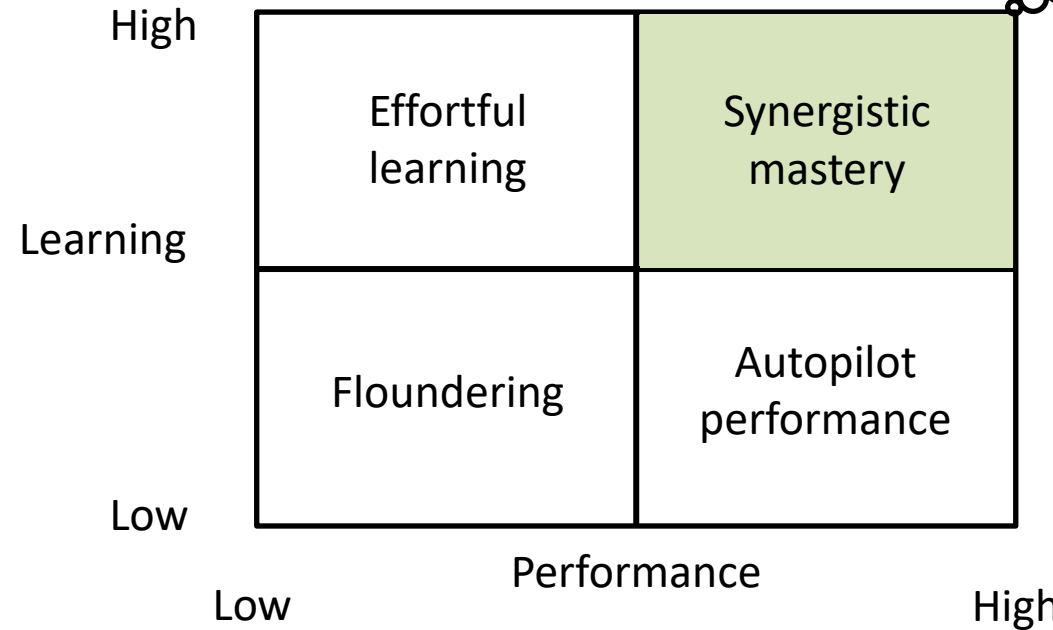 High
Effortful
learning
Synergistic
mastery
Learning
Floundering
Autopilot
performance
Low
Performance
Low
High